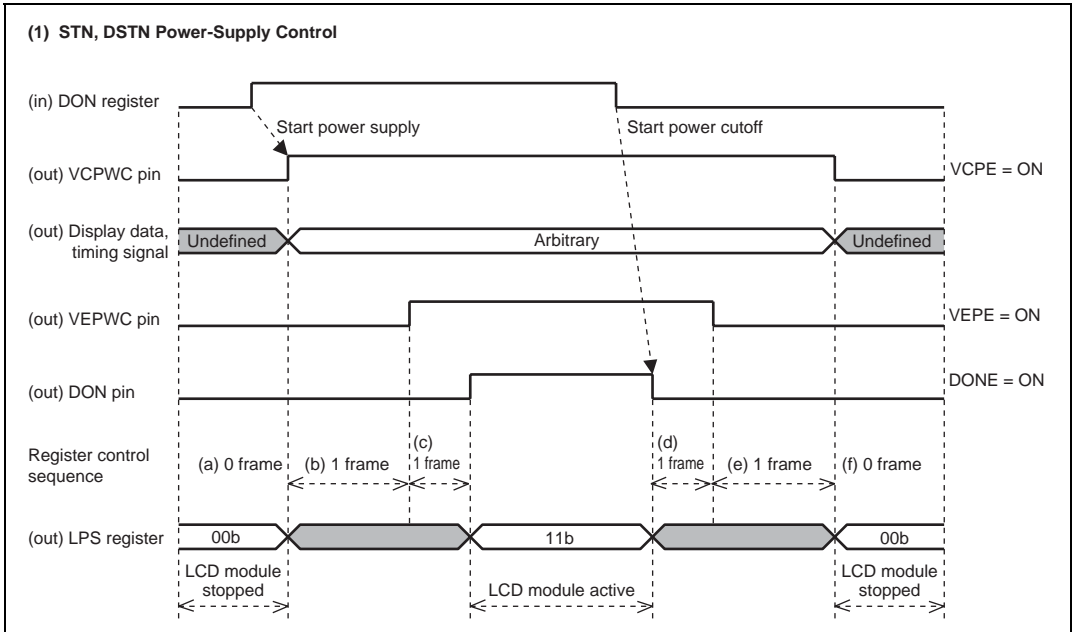 (1) STN, DSTN Power-Supply Control
(in) DON register
Start power supply
Start power cutoff
(out) VCPWC pin
VCPE = ON
(out) Display data,
timing signal
Undefined
Arbitrary
Undefined
(out) VEPWC pin
VEPE = ON
(out) DON pin
DONE = ON
Register control
sequence
(a) 0 frame
(b) 1 frame
(c)
1 frame
(d)
1 frame
(e) 1 frame
(f) 0 frame
(out) LPS register
00b
11b
00b
LCD module
stopped
LCD module active
LCD module
stopped